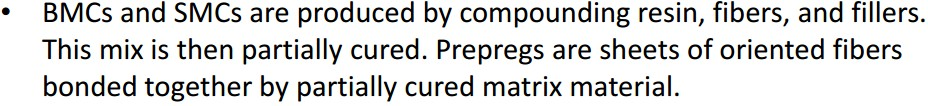 • BMCs and SMCs are produced by compounding resin, fibers, and fillers.
This mix is then partially cured. Prepregs are sheets of oriented fibers
bonded together by partially cured matrix material.